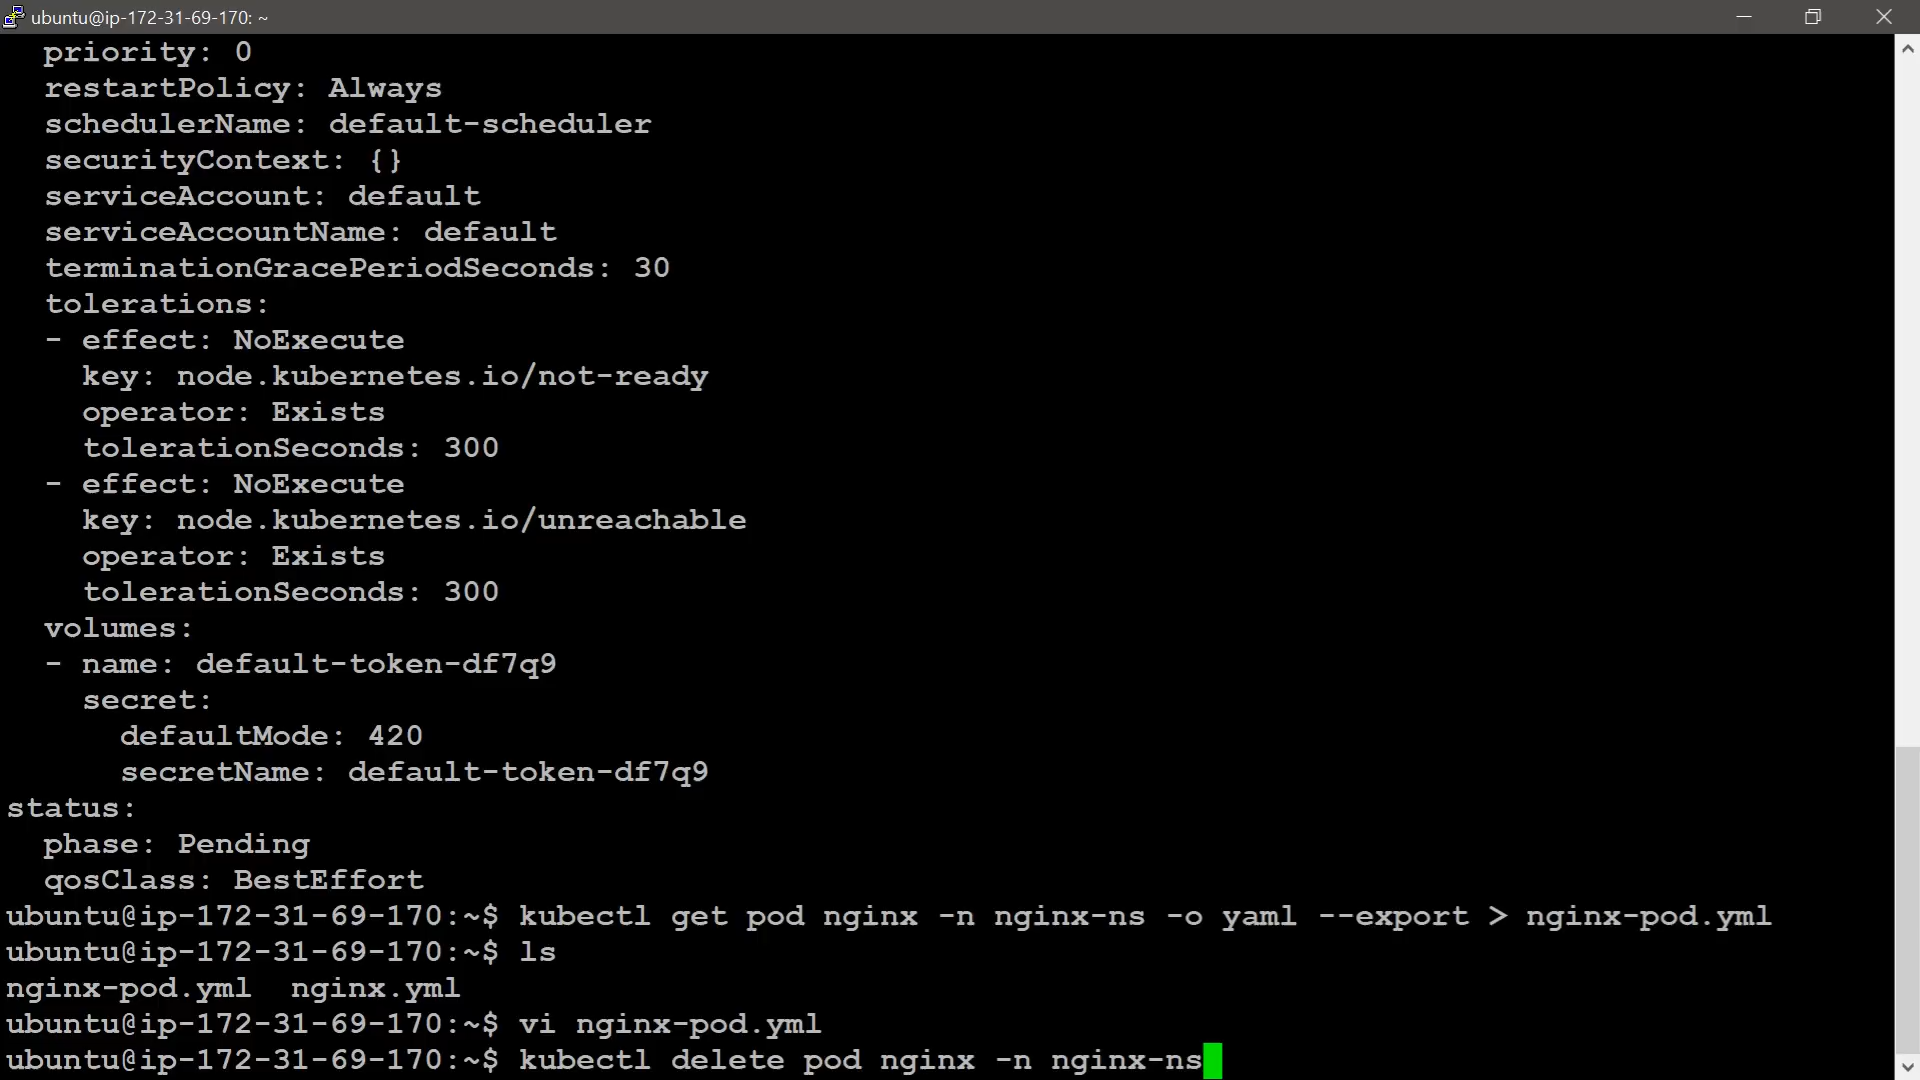 ubuntu@ip-172-31-69-170: ~
  priority: 0
  restartPolicy: Always
  schedulerName: default-scheduler
  securityContext: {}
  serviceAccount: default
  serviceAccountName: default
  terminationGracePeriodSeconds: 30
  tolerations:
  - effect: NoExecute
    key: node.kubernetes.io/not-ready
    operator: Exists
    tolerationSeconds: 300
  - effect: NoExecute
    key: node.kubernetes.io/unreachable
    operator: Exists
    tolerationSeconds: 300
  volumes:
  - name: default-token-df7q9
    secret:
      defaultMode: 420
      secretName: default-token-df7q9
status:
  phase: Pending
  qosClass: BestEffort
ubuntu@ip-172-31-69-170:~$ kubectl get pod nginx -n nginx-ns -o yaml --export > nginx-pod.yml
ubuntu@ip-172-31-69-170:~$ ls
nginx-pod.yml  nginx.yml
ubuntu@ip-172-31-69-170:~$ vi nginx-pod.yml
ubuntu@ip-172-31-69-170:~$ kubectl delete pod nginx -n nginx-ns